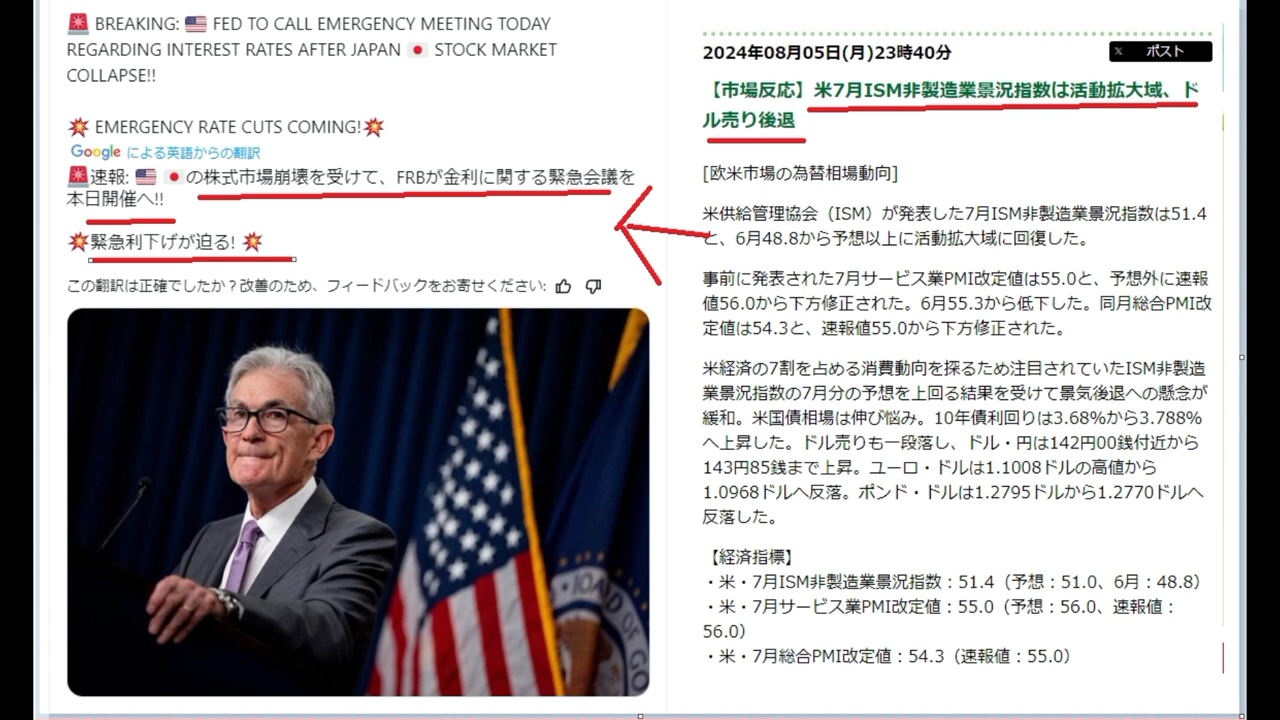 🚨 BREAKING: 🇺🇸 FED TO CALL EMERGENCY MEETING TODAY
REGARDING INTEREST RATES AFTER JAPAN 🇯🇵 STOCK MARKET
COLLAPSE!!
💥 EMERGENCY RATE CUTS COMING!💥
Google による英語からの翻訳
🚨速報: 🇺🇸 🇯🇵の株式市場崩壊を受けて、FRBが金利に関する緊急会議を
本日開催へ!!
💥緊急利下げが迫る! 💥
この翻訳は正確でしたか？改善のため、フィードバックをお寄せください:
2024年08月05日(月)23時40分
X ポスト
【市場反応】米7月ISM非製造業景況指数は活動拡大域、ド
ル売り後退
[欧米市場の為替相場動向]
米供給管理協会（ISM）が発表した7月ISM非製造業景況指数は51.4
と、6月48.8から予想以上に活動拡大域に回復した。
事前に発表された7月サービス業PMI改定値は55.0と、予想外に速報
値56.0から下方修正された。6月55.3から低下した。同月総合PMI改
定値は54.3と、速報値55.0から下方修正された。
米経済の7割を占める消費動向を探るため注目されていたISM非製造
業景況指数の7月分の予想を上回る結果を受けて景気後退への懸念が
緩和。米国債相場は伸び悩み。10年債利回りは3.68%から3.788%
へ上昇した。ドル売りも一段落し、ドル・円は142円00銭付近から
143円85銭まで上昇。ユーロ・ドルは1.1008ドルの高値から
1.0968ドルへ反落。ポンド・ドルは1.2795ドルから1.2770ドルへ
反落した。
【経済指標】
・米・7月ISM非製造業景況指数：51.4（予想：51.0、6月：48.8）
・米・7月サービス業PMI改定値：55.0（予想：56.0、速報値：
56.0）
・米・7月総合PMI改定値：54.3（速報値：55.0）